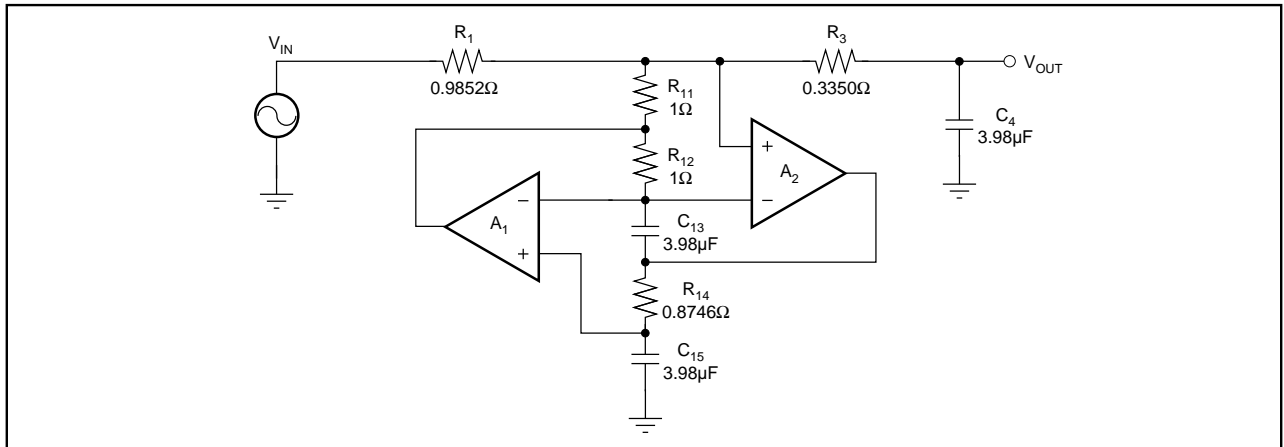 V_IN
R_1
0.9852Ω
R_3
0.3350Ω
V_OUT
R_11
1Ω
C_4
3.98µF
R_12
1Ω
+
A_2
–
–
A_1
+
C_13
3.98µF
R_14
0.8746Ω
C_15
3.98µF